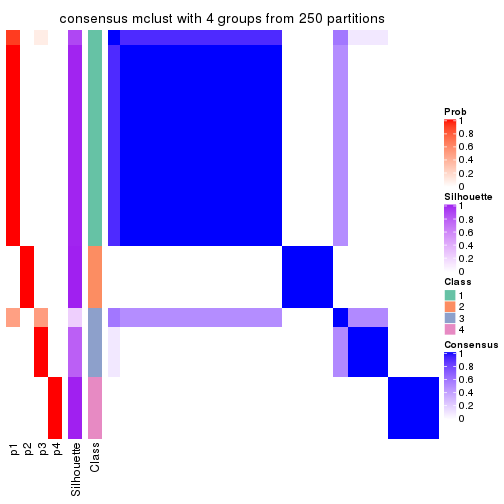 consensus mclust with 4 groups from 250 partitions
Prob
1
0.8
0.6
0.4
0.2
0
Silhouette
1
0.8
0.6
0.4
0.2
0
Class
1
2
3
4
Consensus
1
0.8
0.6
0.4
0.2
0
p1
p2
p3
p4
Silhouette
Class